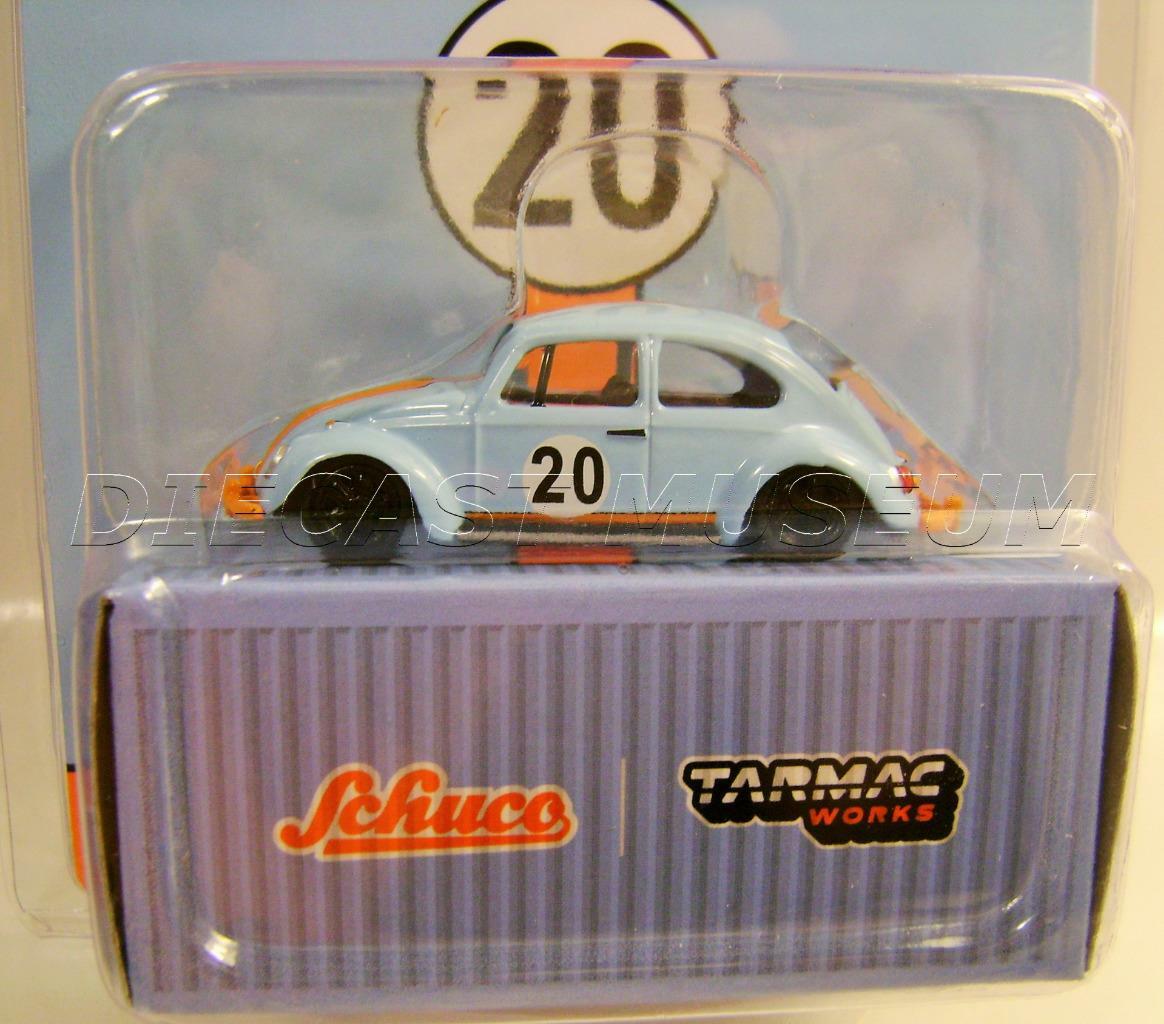 20
20
DIECAST MUSEUM
Schuco
TARMAC
WORKS